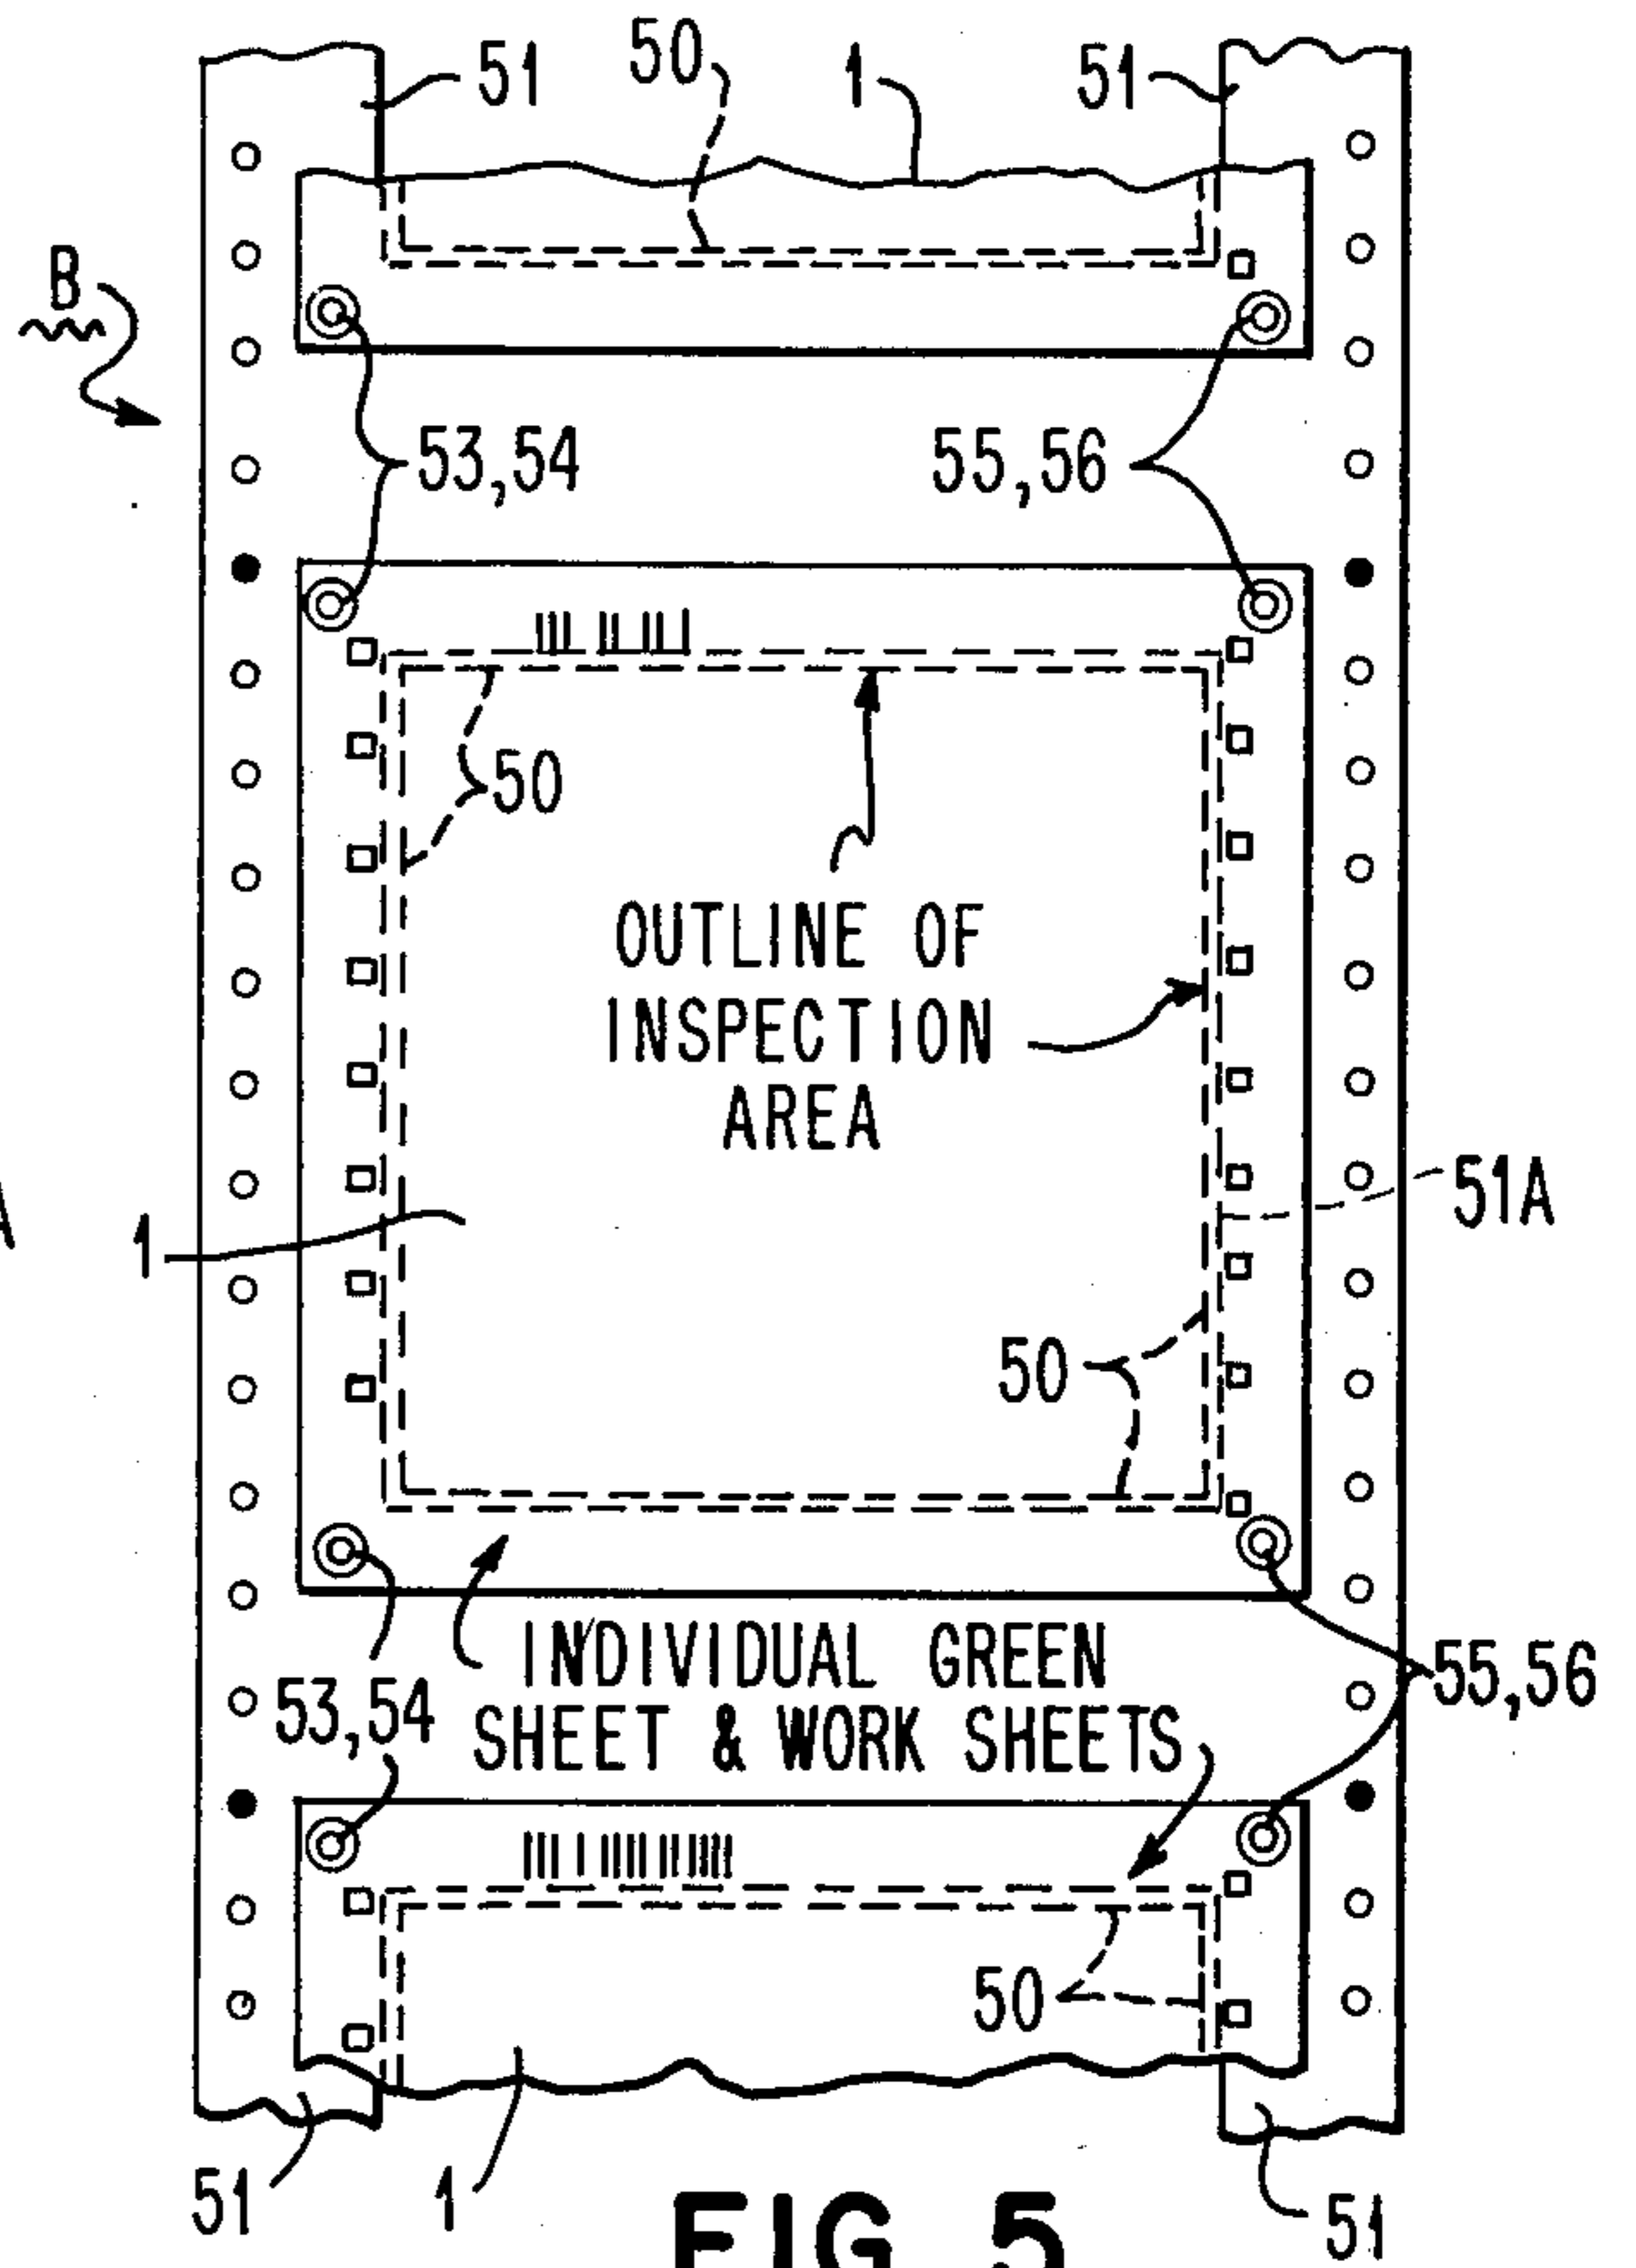 51
50
1
51
B
53,54
55,56
50
OUTLINE OF
INSPECTION
AREA
1
51A
50
INDIVIDUAL GREEN
SHEET & WORK SHEETS
53,54
55,56
50
51
1
51
FIG 5